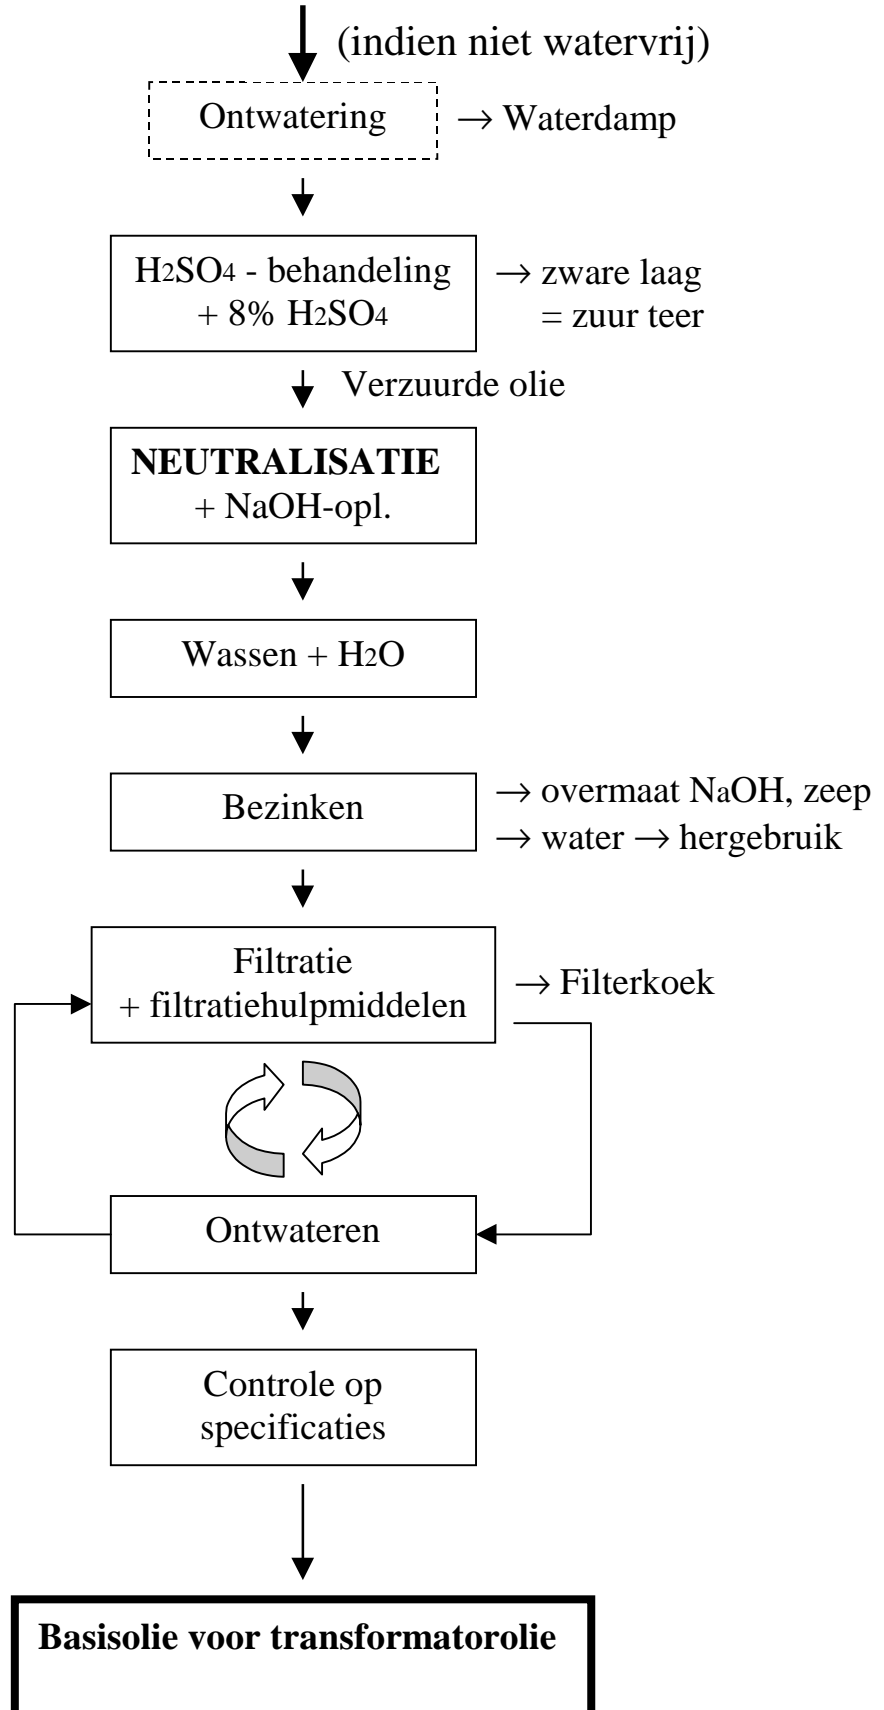 (indien niet watervrij)
Ontwatering → Waterdamp
H2SO4 - behandeling
+ 8% H2SO4
→ zware laag
= zuur teer
Verzuurde olie
NEUTRALISATIE
+ NaOH-opl.
Wassen + H2O
Bezinken
→ overmaat NaOH, zeep
→ water → hergebruik
Filtratie
+ filtratiehulpmiddelen
→ Filterkoek
Ontwateren
Controle op
specificaties
Basisolie voor transformatorolie